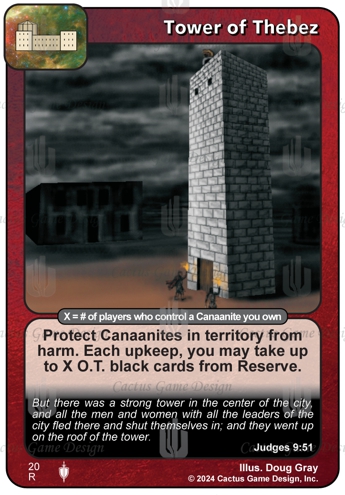 Tower of Thebez
X = # of players who control a Canaanite you own
Protect Canaanites in territory from
harm. Each upkeep, you may take up
to X O.T. black cards from Reserve.
Cactus Game Design
But there was a strong tower in the center of the city,
and all the men and women with all the leaders of the
city fled there and shut themselves in; and they went up
on the roof of the tower.
Judges 9:51
20
R
Illus. Doug Gray
© 2024 Cactus Game Design, Inc.